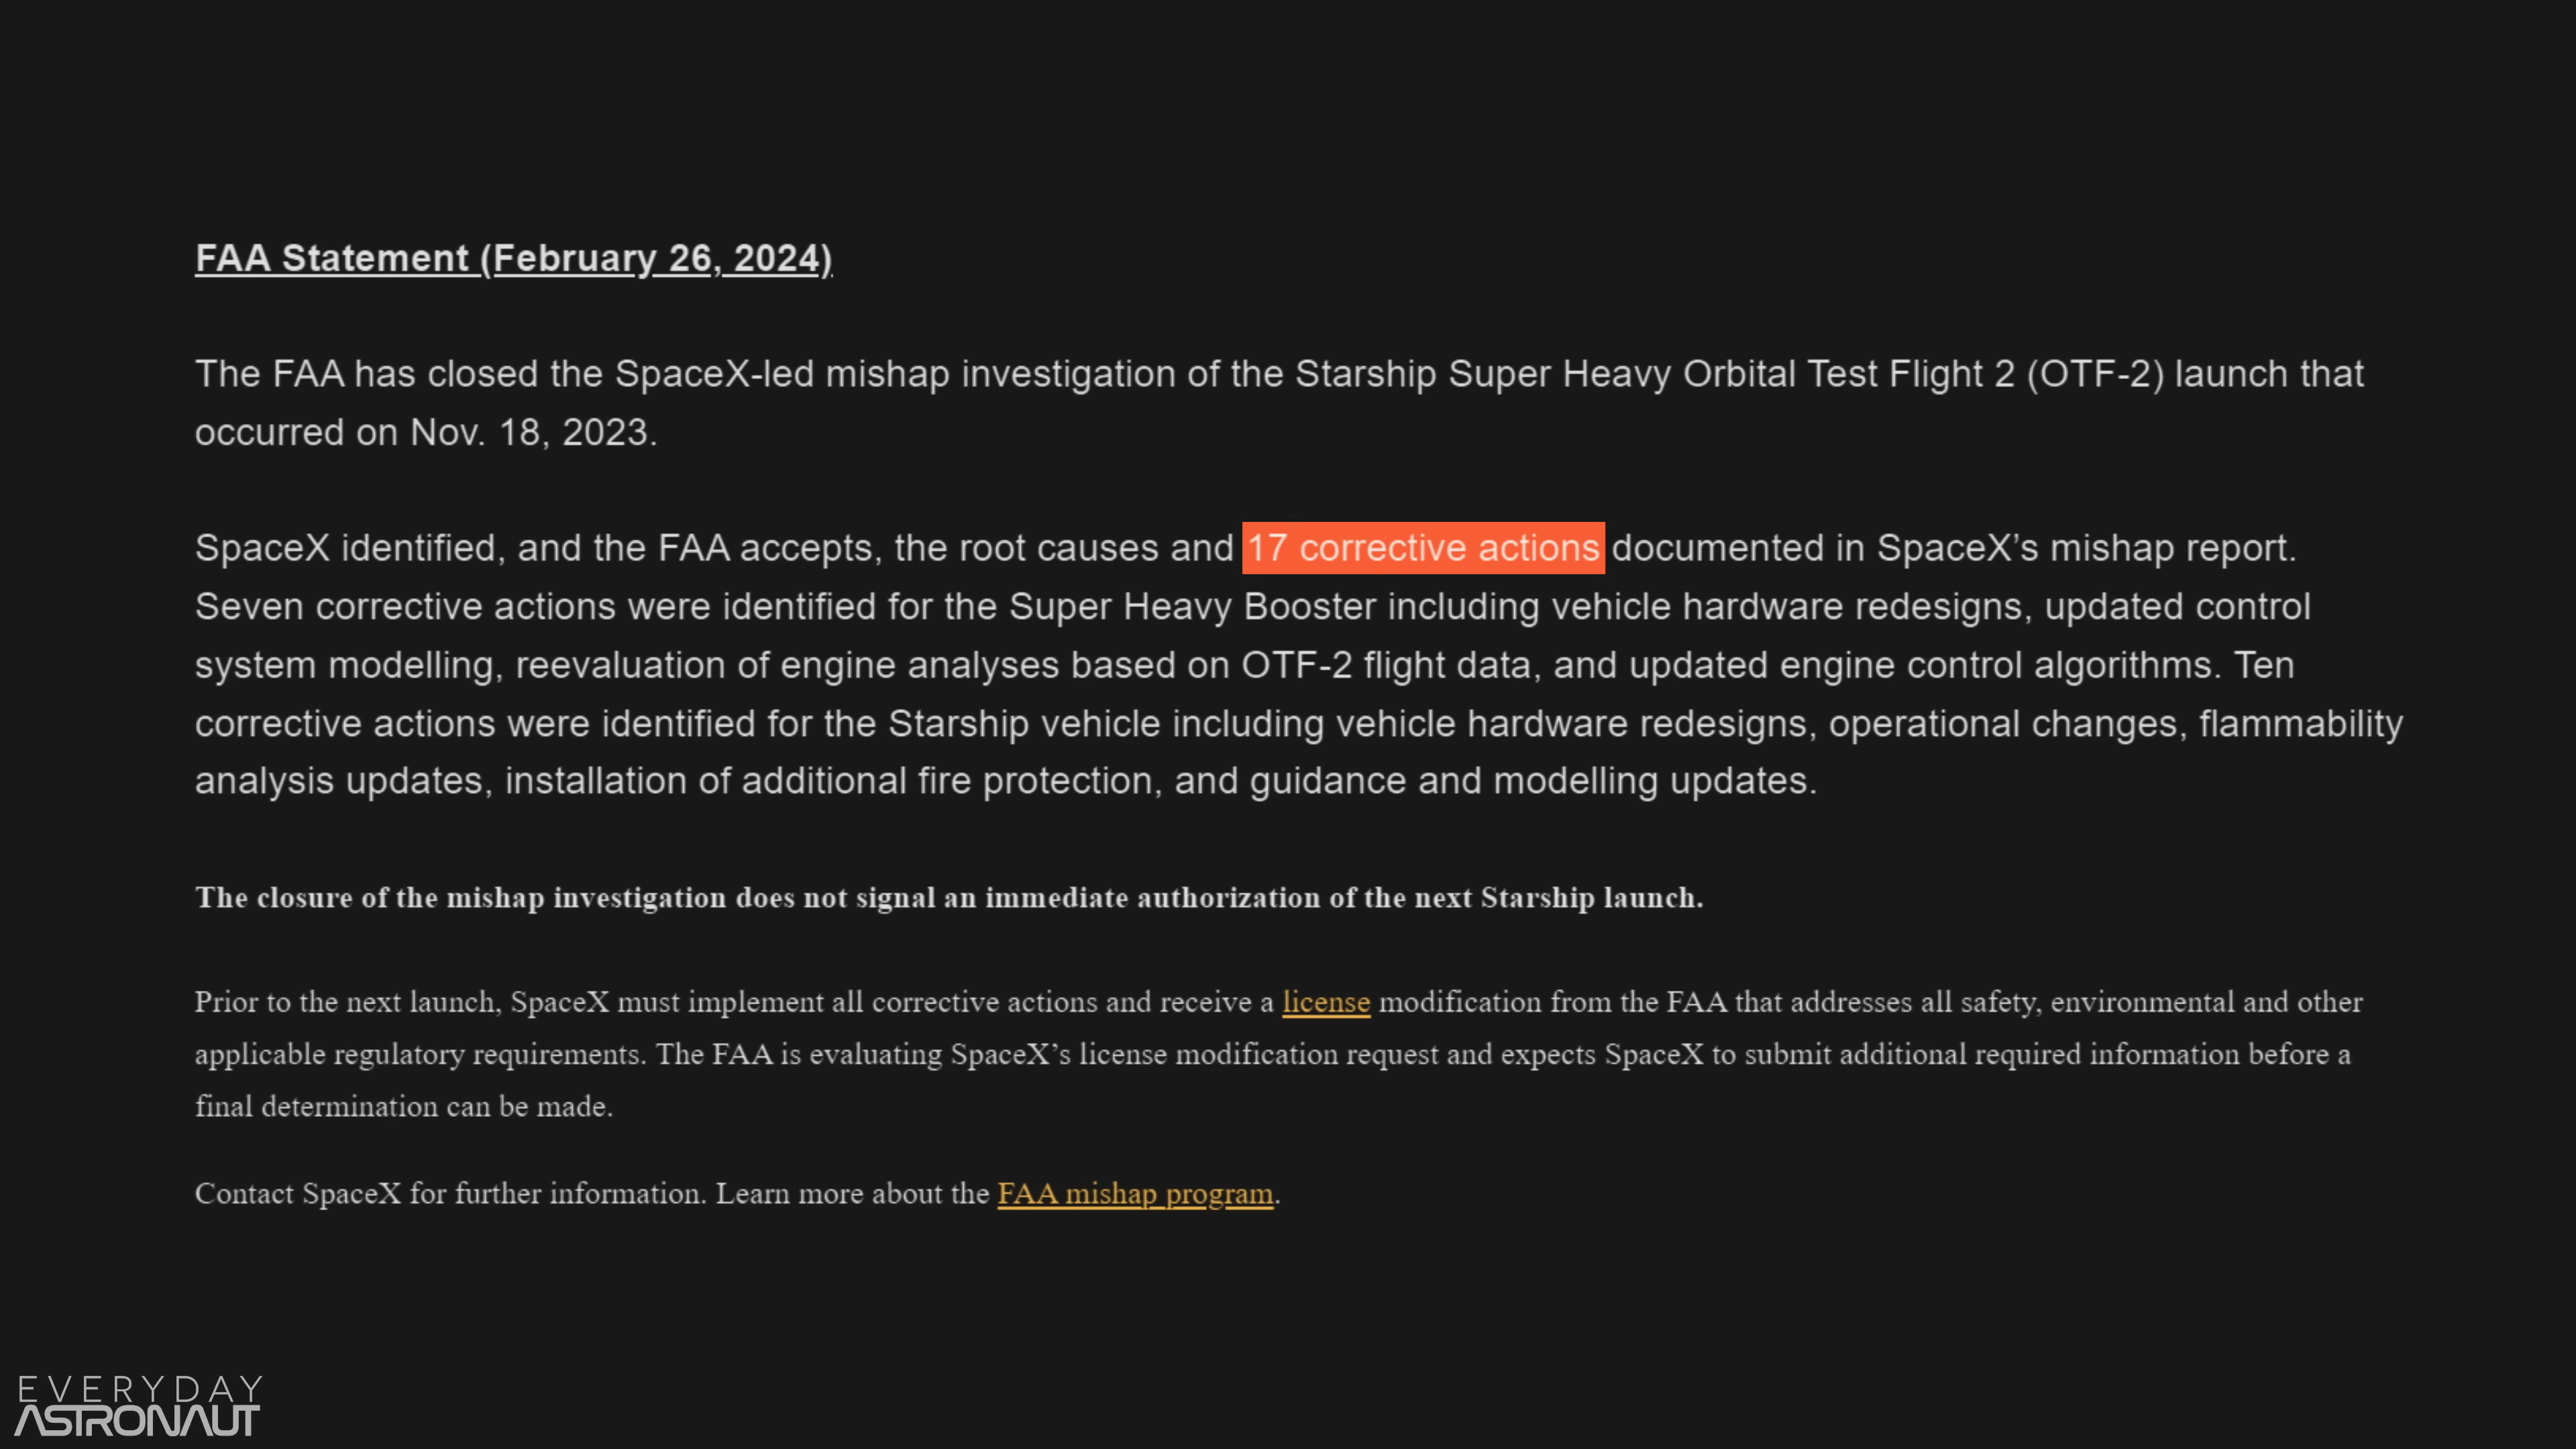 FAA Statement (February 26, 2024)
The FAA has closed the SpaceX-led mishap investigation of the Starship Super Heavy Orbital Test Flight 2 (OTF-2) launch that
occurred on Nov. 18, 2023.
SpaceX identified, and the FAA accepts, the root causes and 17 corrective actions documented in SpaceX’s mishap report.
Seven corrective actions were identified for the Super Heavy Booster including vehicle hardware redesigns, updated control
system modelling, reevaluation of engine analyses based on OTF-2 flight data, and updated engine control algorithms. Ten
corrective actions were identified for the Starship vehicle including vehicle hardware redesigns, operational changes, flammability
analysis updates, installation of additional fire protection, and guidance and modelling updates.
The closure of the mishap investigation does not signal an immediate authorization of the next Starship launch.
Prior to the next launch, SpaceX must implement all corrective actions and receive a license modification from the FAA that addresses all safety, environmental and other
applicable regulatory requirements. The FAA is evaluating SpaceX’s license modification request and expects SpaceX to submit additional required information before a
final determination can be made.
Contact SpaceX for further information. Learn more about the FAA mishap program.
EVERYDAY
ASTRONAUT